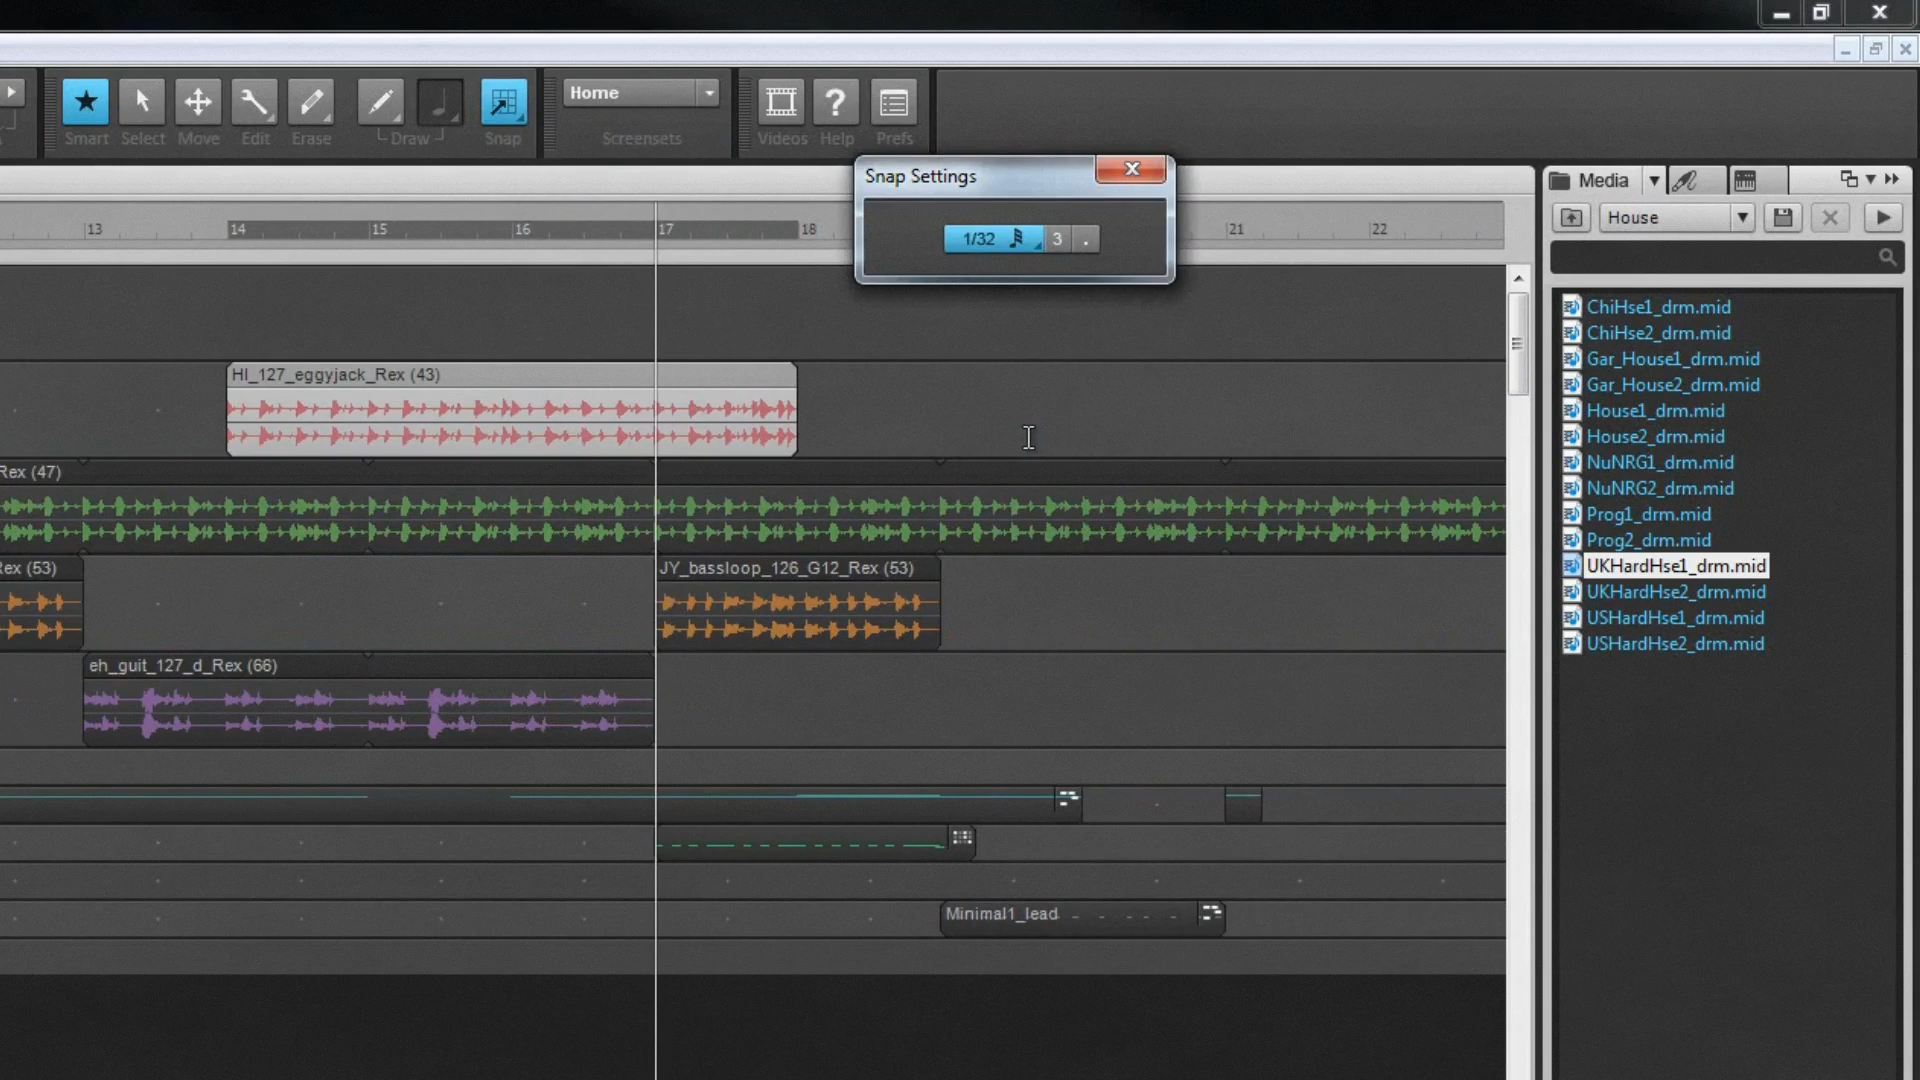 Smart
Select
Move
Edit
Erase
Draw
Snap
Home
Screensets
Videos
Help
Prefs
Snap Settings
1/32
3
.
13
14
15
16
17
18
21
22
Media
House
HI_127_eggyjack_Rex (43)
Rex (47)
Rex (53)
JY_bassloop_126_G12_Rex (53)
eh_guit_127_d_Rex (66)
Minimal1_lead
ChiHse1_drm.mid
ChiHse2_drm.mid
Gar_House1_drm.mid
Gar_House2_drm.mid
House1_drm.mid
House2_drm.mid
NuNRG1_drm.mid
NuNRG2_drm.mid
Prog1_drm.mid
Prog2_drm.mid
UKHardHse1_drm.mid
UKHardHse2_drm.mid
USHardHse1_drm.mid
USHardHse2_drm.mid